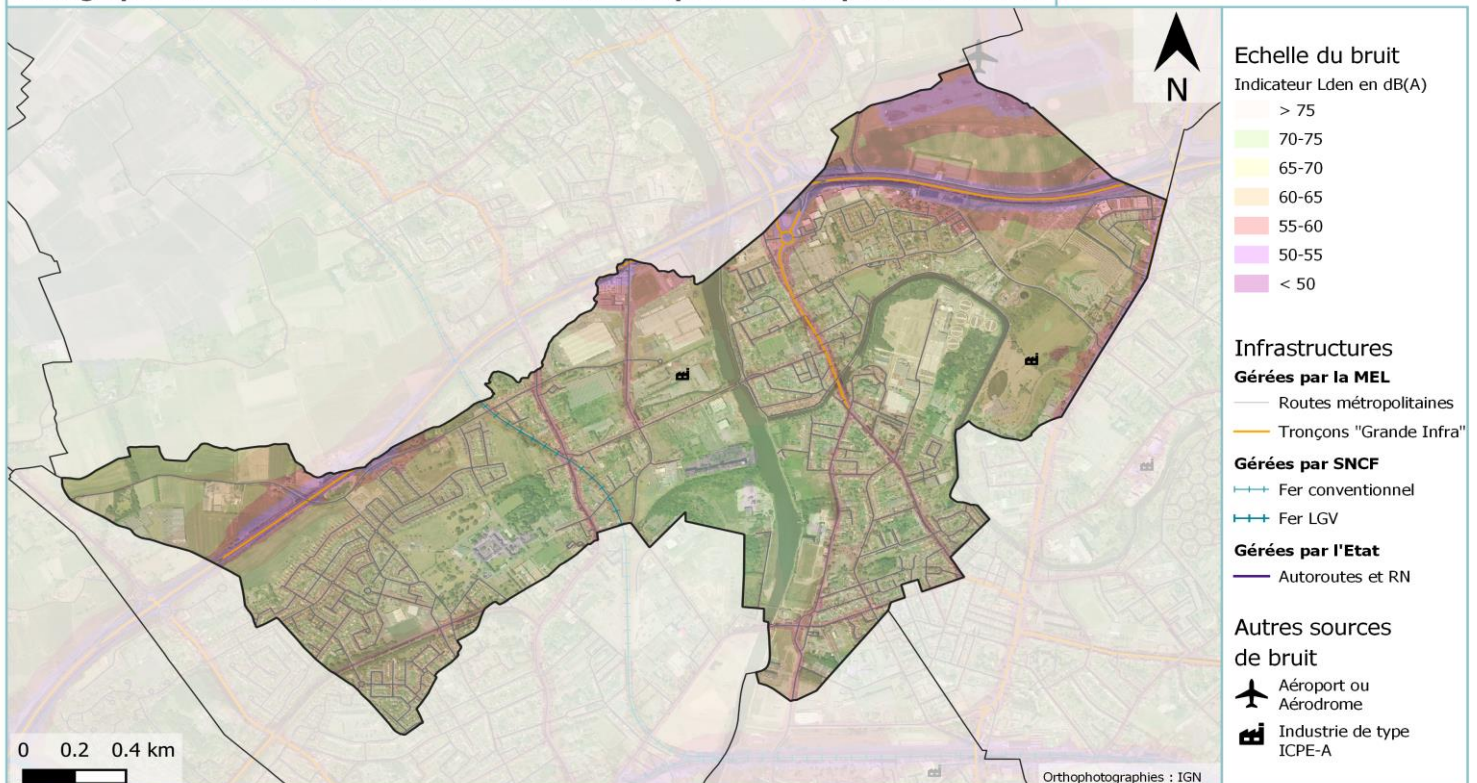 N
0 0.2 0.4 km
Orthophotographies : IGN
Echelle du bruit
Indicateur Lden en dB(A)
> 75
70-75
65-70
60-65
55-60
50-55
< 50
Infrastructures
Gérées par la MEL
Routes métropolitaines
Tronçons "Grande Infra"
Gérées par SNCF
Fer conventionnel
Fer LGV
Gérées par l'Etat
Autoroutes et RN
Autres sources
de bruit
Aéroport ou
Aérodrome
Industrie de type
ICPE-A